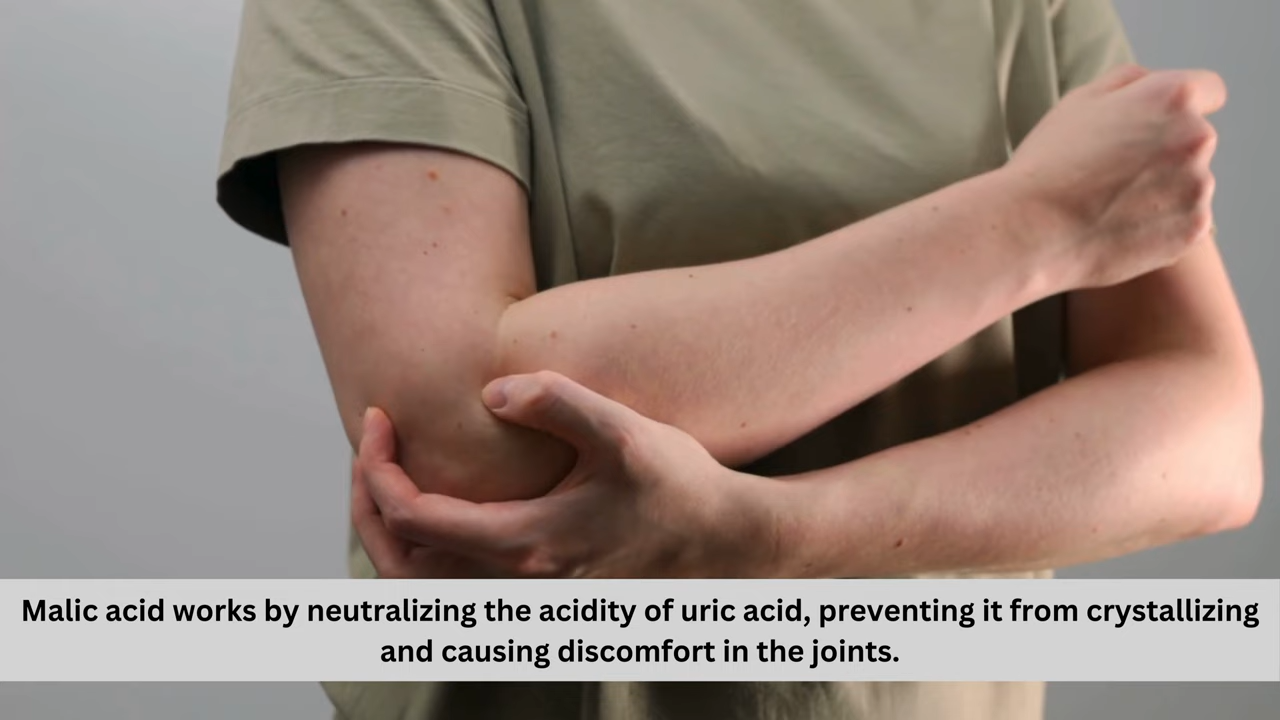 Malic acid works by neutralizing the acidity of uric acid, preventing it from crystallizing
and causing discomfort in the joints.